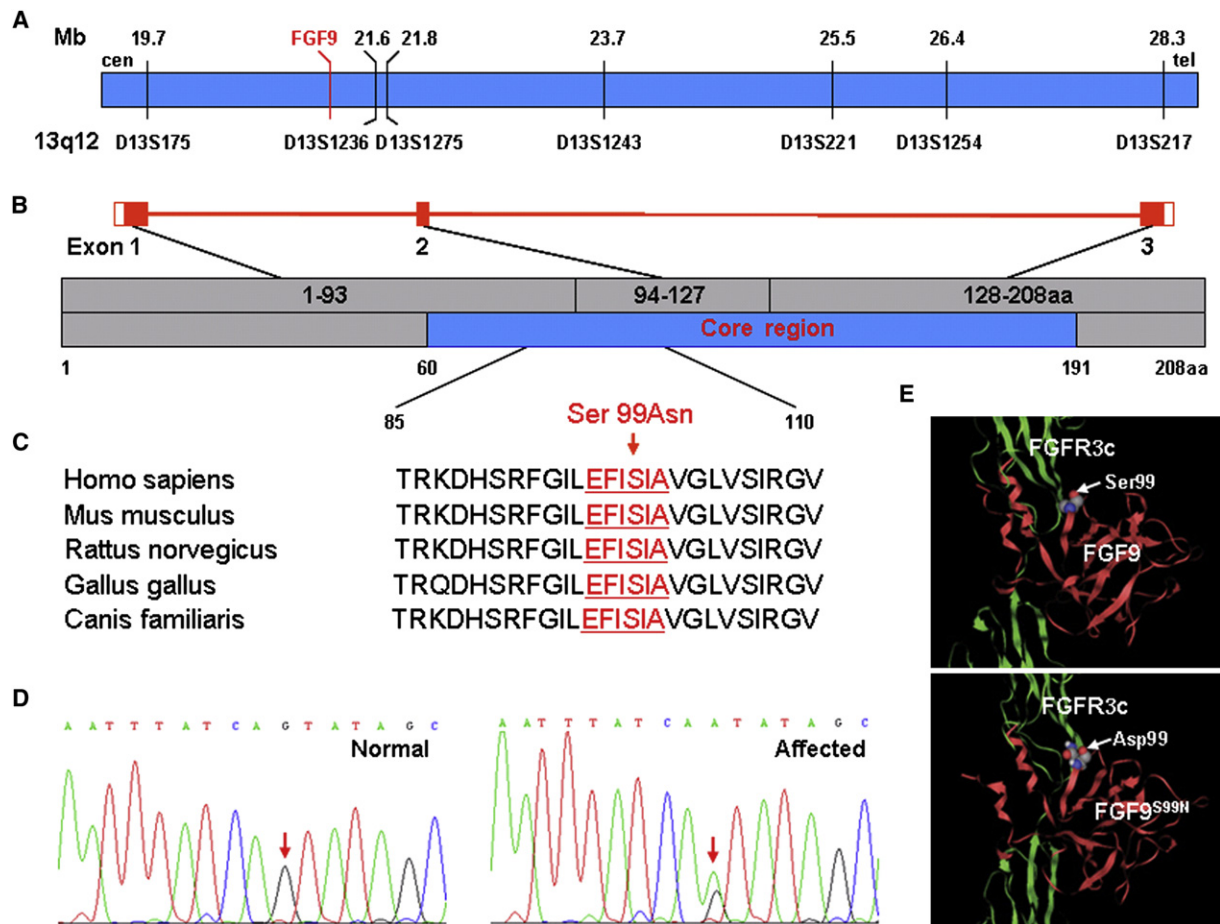 A
Mb 19.7 FGF9 21.6 21.8 23.7 25.5 26.4 28.3
cen tel
13q12 D13S175 D13S1236 D13S1275 D13S1243 D13S221 D13S1254 D13S217
B
Exon 1 2 3
1-93 94-127 128-208aa
Core region
1 60 191 208aa
85 110
Ser 99Asn
C
Homo sapiens TRKDHSRFGILEFISIAVGLVSIRGV
Mus musculus TRKDHSRFGILEFISIAVGLVSIRGV
Rattus norvegicus TRKDHSRFGILEFISIAVGLVSIRGV
Gallus gallus TRQDHSRFGILEFISIAVGLVSIRGV
Canis familiaris TRKDHSRFGILEFISIAVGLVSIRGV
D
A A T T T A T C A G T A T A G C
Normal
A A T T T A T C A A T A T A G C
Affected
E
FGFR3c
Ser99
FGF9
FGFR3c
Asp99
FGF9S99N